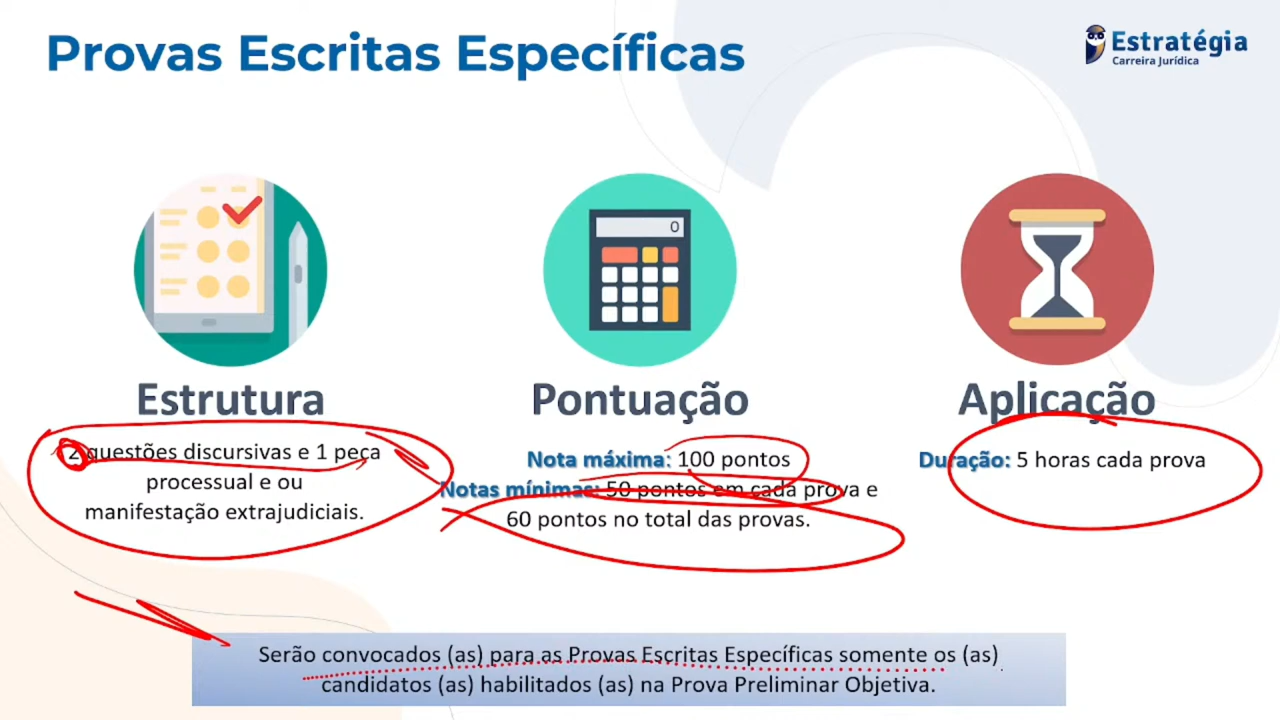 Provas Escritas Específicas
Estratégia
Carreira Jurídica
0
Estrutura
2 questões discursivas e 1 peça
processual e ou
manifestação extrajudiciais.
Pontuação
Nota máxima: 100 pontos
Notas mínimas: 50 pontos em cada prova e
60 pontos no total das provas.
Aplicação
Duração: 5 horas cada prova
Serão convocados (as) para as Provas Escritas Específicas somente os (as)
candidatos (as) habilitados (as) na Prova Preliminar Objetiva.